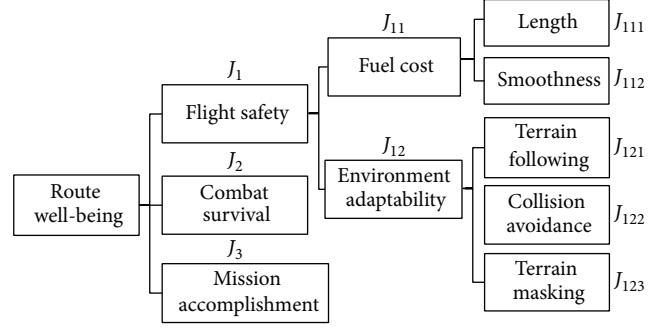 J₁₁
Length
J₁₁₁
J₁
Fuel cost
Smoothness
J₁₁₂
Flight safety
J₁₂
Terrain
following
J₁₂₁
J₂
Environment
adaptability
Route
well-being
Combat
survival
Collision
avoidance
J₁₂₂
J₃
Mission
accomplishment
Terrain
masking
J₁₂₃